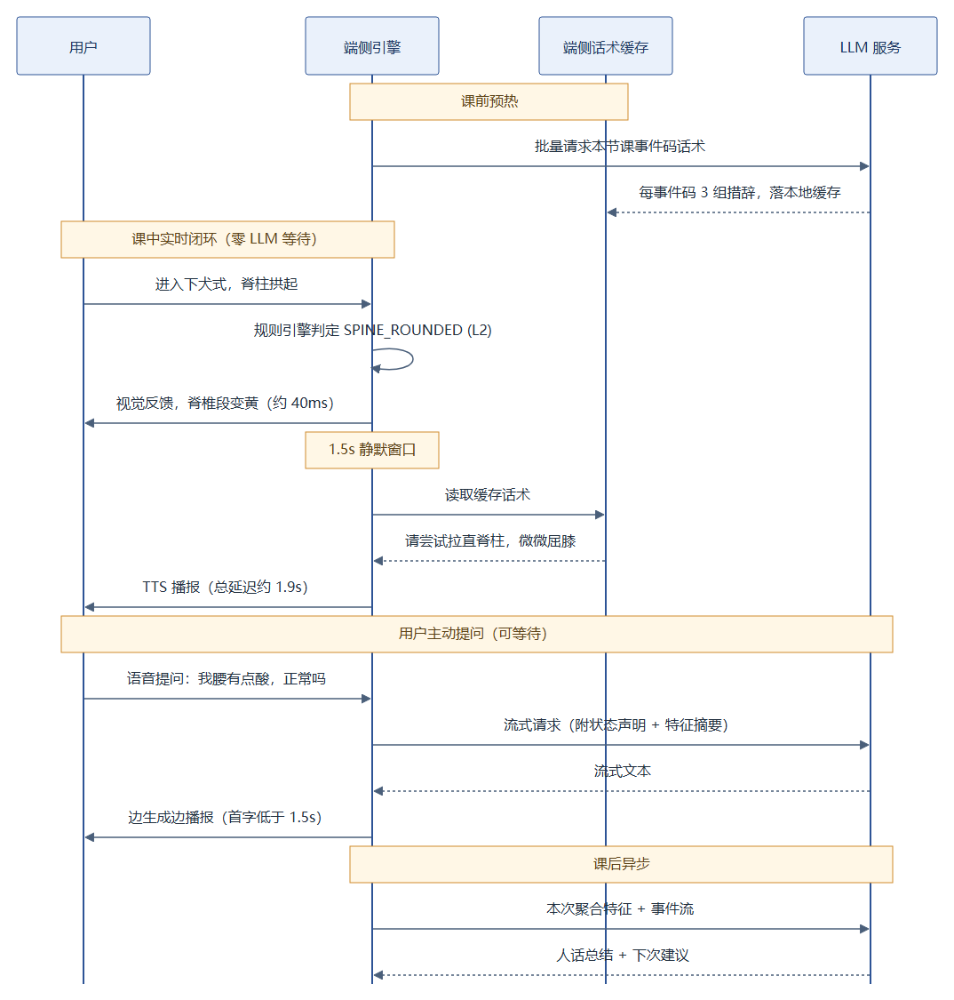 用户
端侧引擎
端侧话术缓存
LLM 服务
课前预热
批量请求本节课事件码话术
每事件码 3 组措辞，落本地缓存
课中实时闭环（零 LLM 等待）
进入下犬式，脊柱拱起
规则引擎判定 SPINE_ROUNDED (L2)
视觉反馈，脊椎段变黄（约 40ms）
1.5s 静默窗口
读取缓存话术
请尝试拉直脊柱，微微屈膝
TTS 播报（总延迟约 1.9s）
用户主动提问（可等待）
语音提问：我腰有点酸，正常吗
流式请求（附状态声明 + 特征摘要）
流式文本
边生成边播报（首字低于 1.5s）
课后异步
本次聚合特征 + 事件流
人话总结 + 下次建议